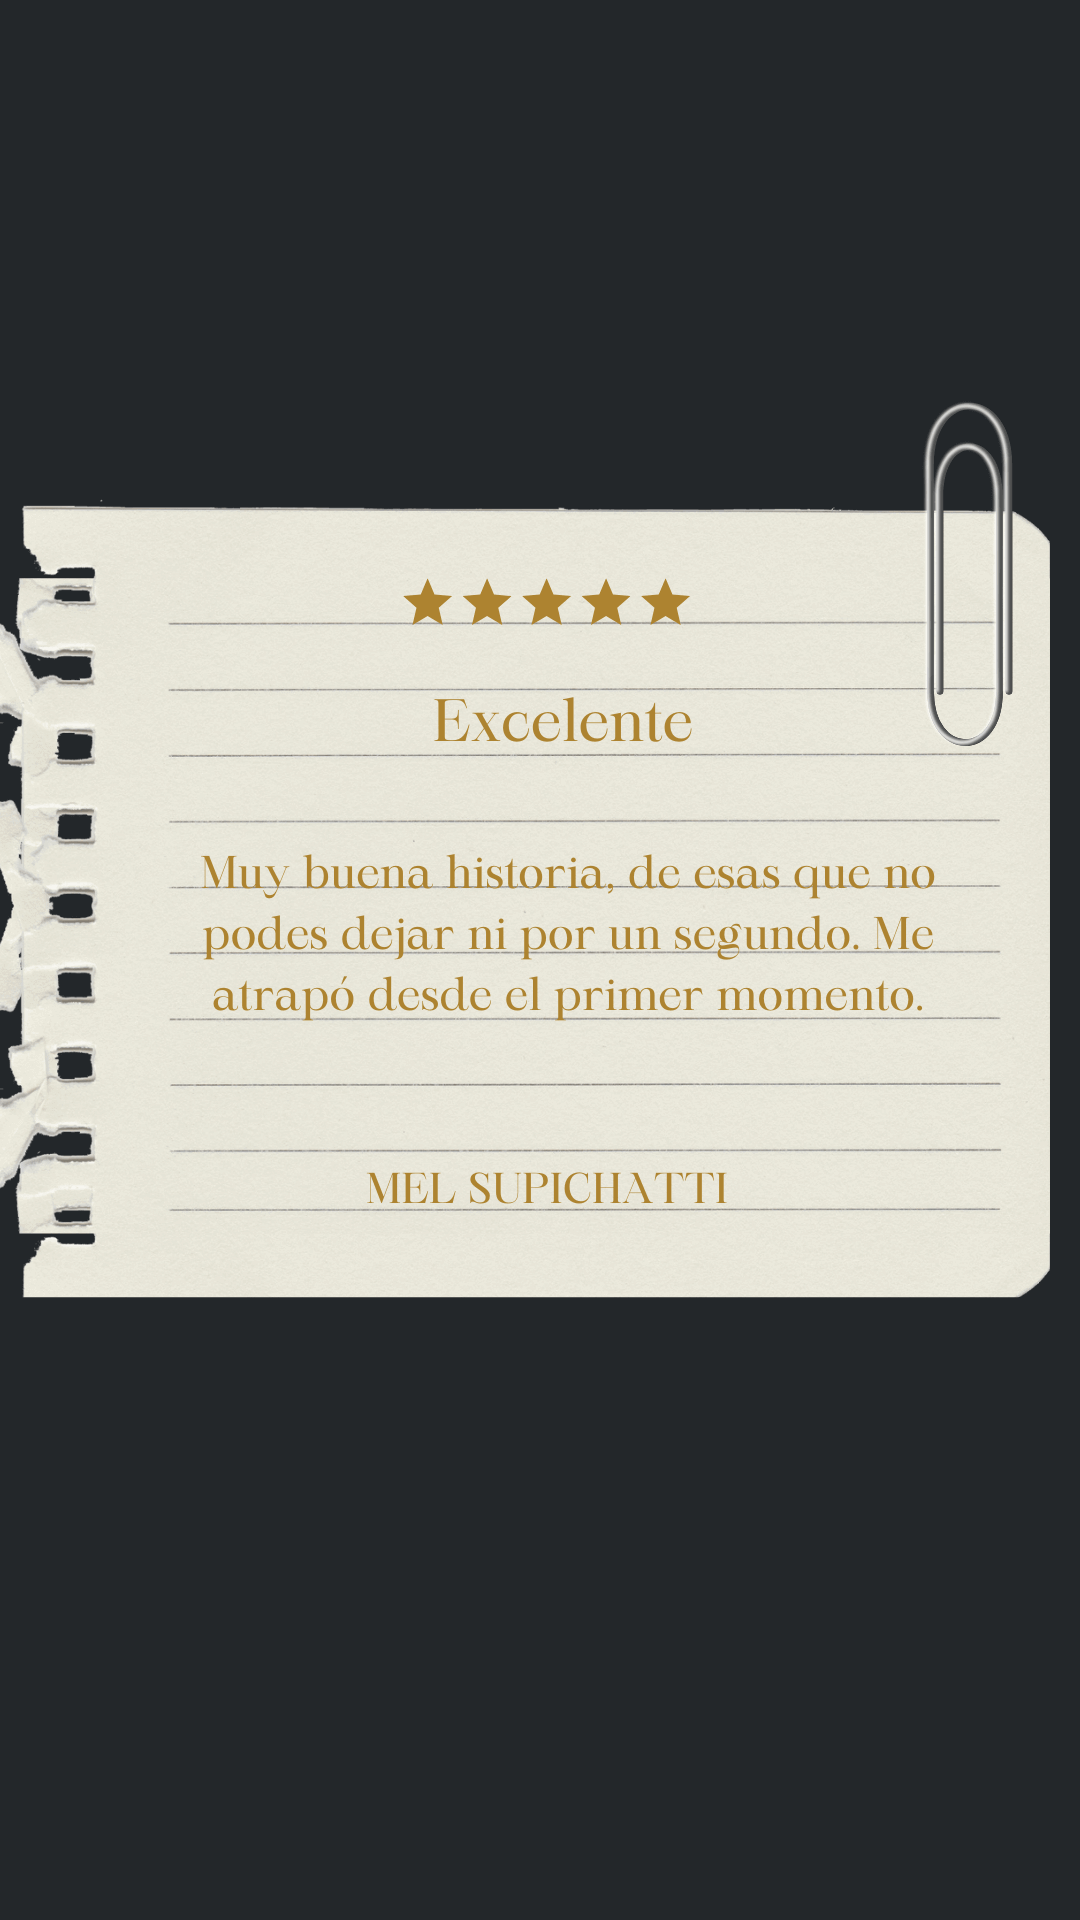 Excelente
Muy buena historia, de esas que no
podes dejar ni por un segundo. Me
atrapó desde el primer momento.
MEL SUPICHATTI